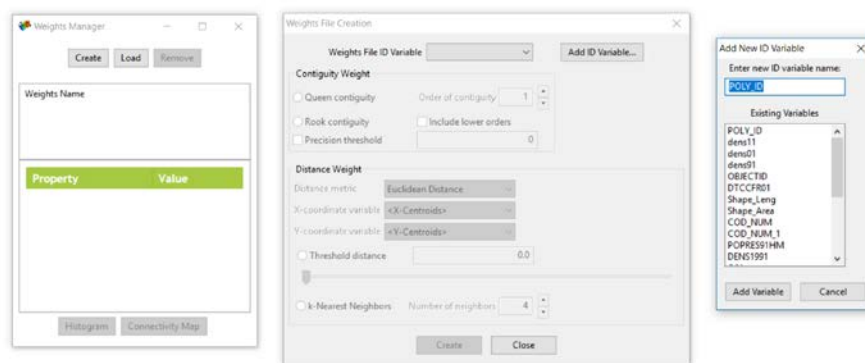 Weights Manager
Create Load Remove
Weights Name
Property Value
Histogram Connectivity Map
Weights File Creation
Weights File ID Variable Add ID Variable...
Contiguity Weight
Queen contiguity Order of contiguity 1
Rook contiguity Include lower orders
Precision threshold 0
Distance Weight
Distance metric Euclidean Distance
X-coordinate variable <X-Centroids>
Y-coordinate variable <Y-Centroids>
Threshold distance 0.0
k-Nearest Neighbors Number of neighbors 4
Create Close
Add New ID Variable
Enter new ID variable name:
POLY_ID
Existing Variables
POLY_ID
dens11
dens01
dens91
OBJECTID
DTCCFR01
Shape_Leng
Shape_Area
COD_NUM
COD_NUM_1
POPRES91HM
DENS1991
Add Variable Cancel